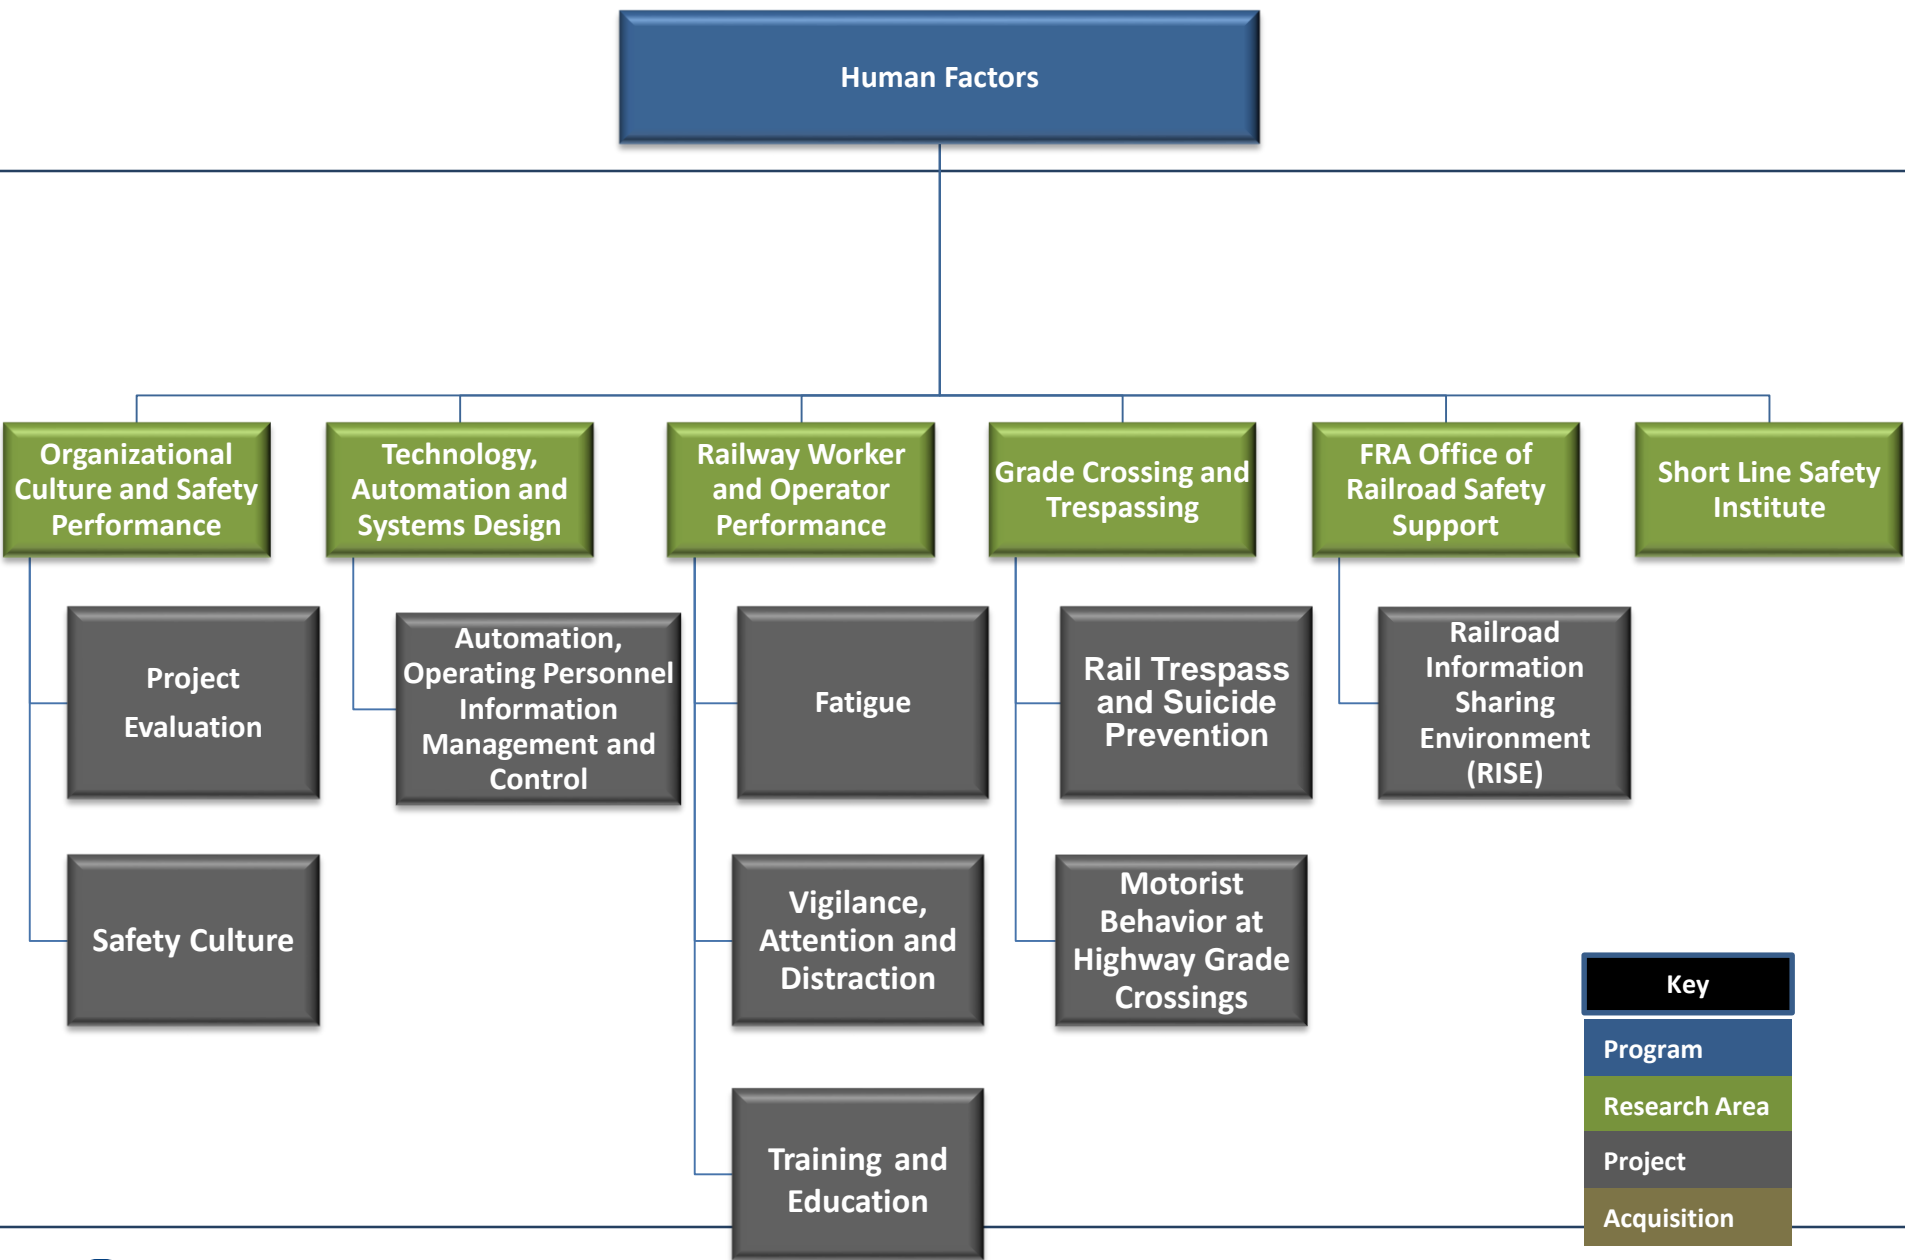 Human Factors
Organizational
Culture and Safety
Performance
Technology,
Automation and
Systems Design
Railway Worker
and Operator
Performance
Grade Crossing and
Trespassing
FRA Office of
Railroad Safety
Support
Short Line Safety
Institute
Project
Evaluation
Automation,
Operating Personnel
Information
Management and
Control
Fatigue
Rail Trespass
and Suicide
Prevention
Railroad
Information
Sharing
Environment
(RISE)
Safety Culture
Vigilance,
Attention and
Distraction
Motorist
Behavior at
Highway Grade
Crossings
Training and
Education
Key
Program
Research Area
Project
Acquisition